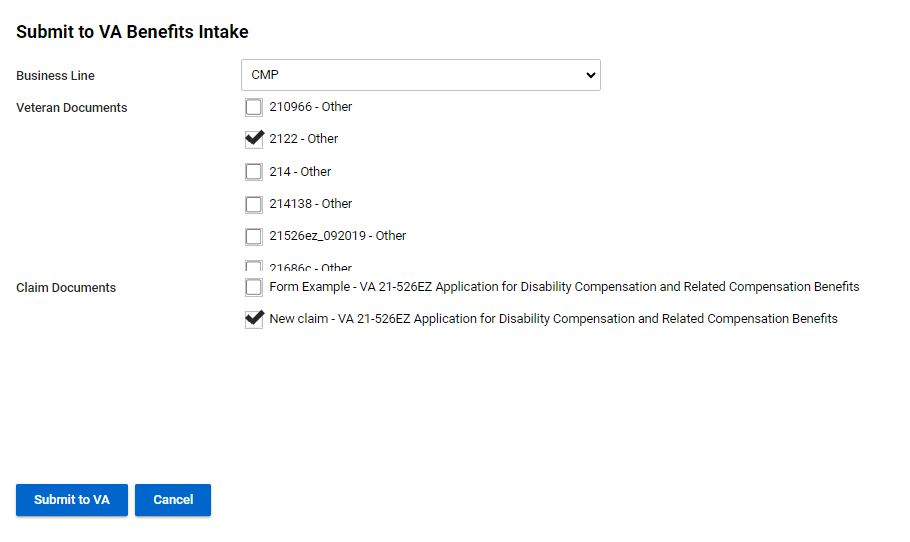 Submit to VA Benefits Intake
Business Line
CMP
Veteran Documents
210966 - Other
2122 - Other
214 - Other
214138 - Other
21526ez_092019 - Other
21686c - Other
Claim Documents
Form Example - VA 21-526EZ Application for Disability Compensation and Related Compensation Benefits
New claim - VA 21-526EZ Application for Disability Compensation and Related Compensation Benefits
Submit to VA
Cancel